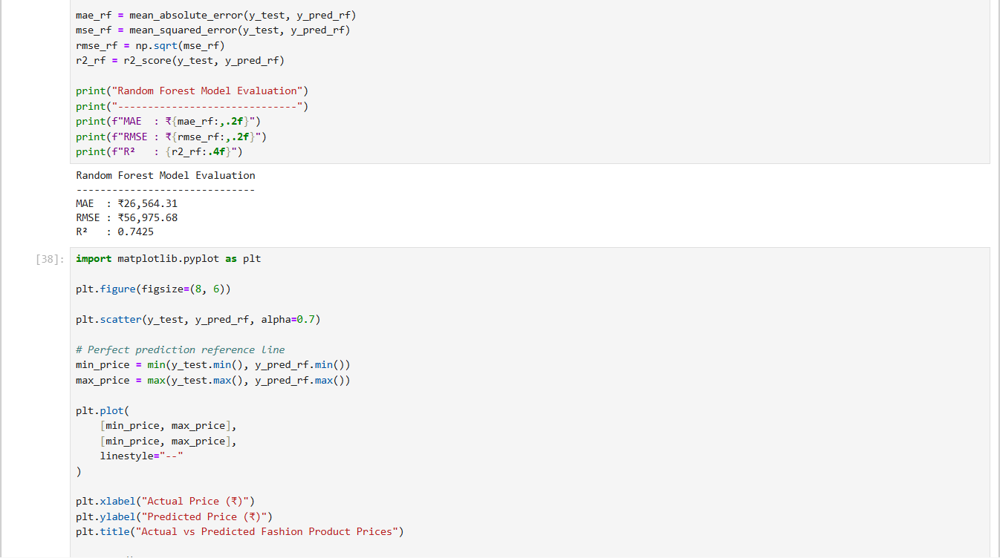 mae_rf = mean_absolute_error(y_test, y_pred_rf)
mse_rf = mean_squared_error(y_test, y_pred_rf)
rmse_rf = np.sqrt(mse_rf)
r2_rf = r2_score(y_test, y_pred_rf)

print("Random Forest Model Evaluation")
print("------------------------------")
print(f"MAE  : ₹{mae_rf:,.2f}")
print(f"RMSE : ₹{rmse_rf:,.2f}")
print(f"R²   : {r2_rf:.4f}")

Random Forest Model Evaluation
------------------------------
MAE  : ₹26,564.31
RMSE : ₹56,975.68
R²   : 0.7425

[38]: import matplotlib.pyplot as plt

plt.figure(figsize=(8, 6))

plt.scatter(y_test, y_pred_rf, alpha=0.7)

# Perfect prediction reference line
min_price = min(y_test.min(), y_pred_rf.min())
max_price = max(y_test.max(), y_pred_rf.max())

plt.plot(
    [min_price, max_price],
    [min_price, max_price],
    linestyle="--"
)

plt.xlabel("Actual Price (₹)")
plt.ylabel("Predicted Price (₹)")
plt.title("Actual vs Predicted Fashion Product Prices")